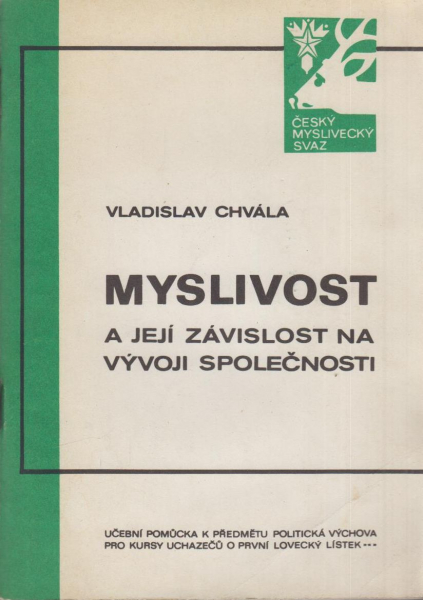 ČESKÝ
MYSLIVECKÝ
SVAZ
VLADISLAV CHVÁLA
MYSLIVOST
A JEJÍ ZÁVISLOST NA
VÝVOJI SPOLEČNOSTI
UČEBNÍ POMŮCKA K PŘEDMĚTU POLITICKÁ VÝCHOVA
PRO KURSY UCHAZEČŮ O PRVNÍ LOVECKÝ LÍSTEK ---